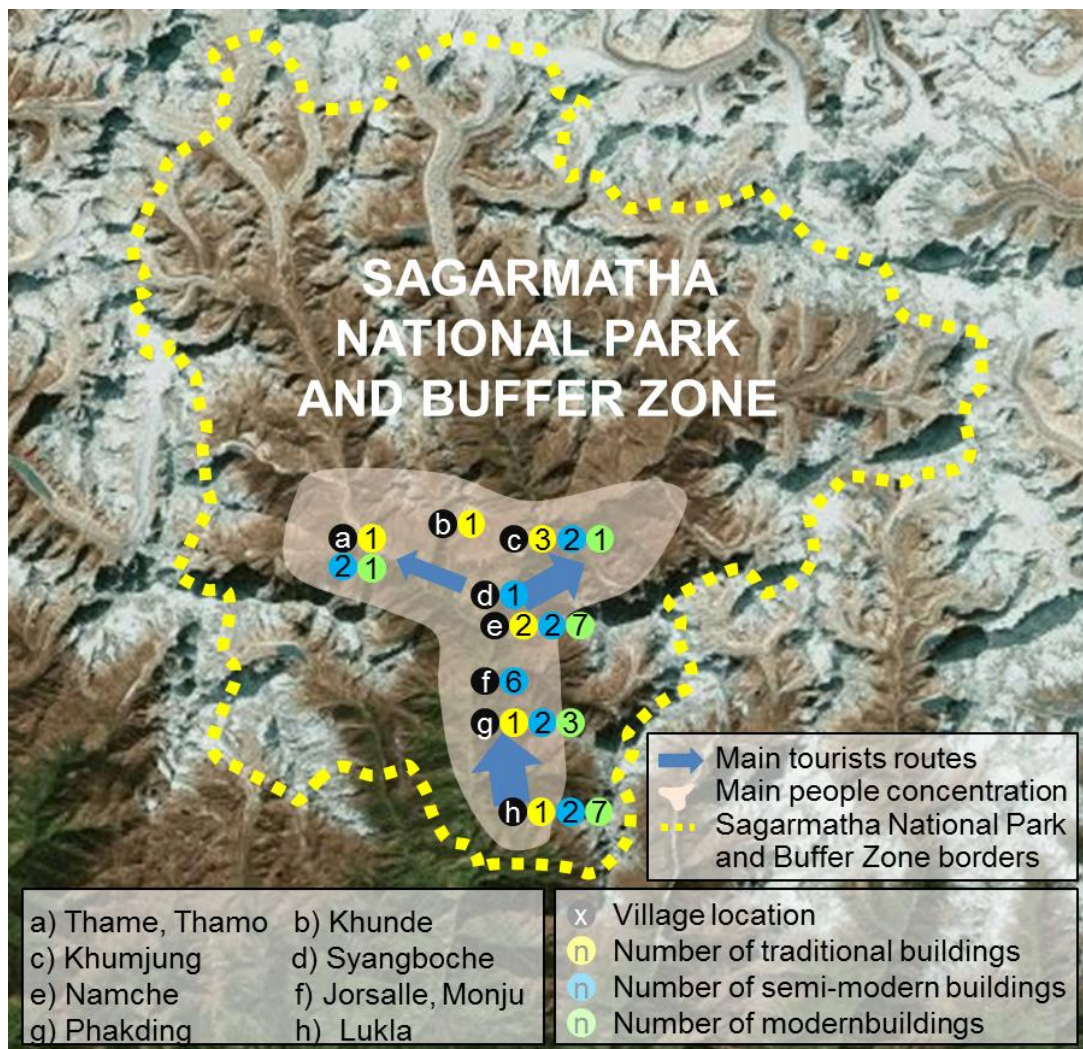 SAGARMATHA
NATIONAL PARK
AND BUFFER ZONE
a 1
2 1
b 1
c 3 2 1
d 1
e 2 2 7
f 6
g 1 2 3
h 1 2 7
Main tourists routes
Main people concentration
Sagarmatha National Park
and Buffer Zone borders
a) Thame, Thamo b) Khunde
c) Khumjung d) Syangboche
e) Namche f) Jorsalle, Monju
g) Phakding h) Lukla
x Village location
n Number of traditional buildings
n Number of semi-modern buildings
n Number of modernbuildings